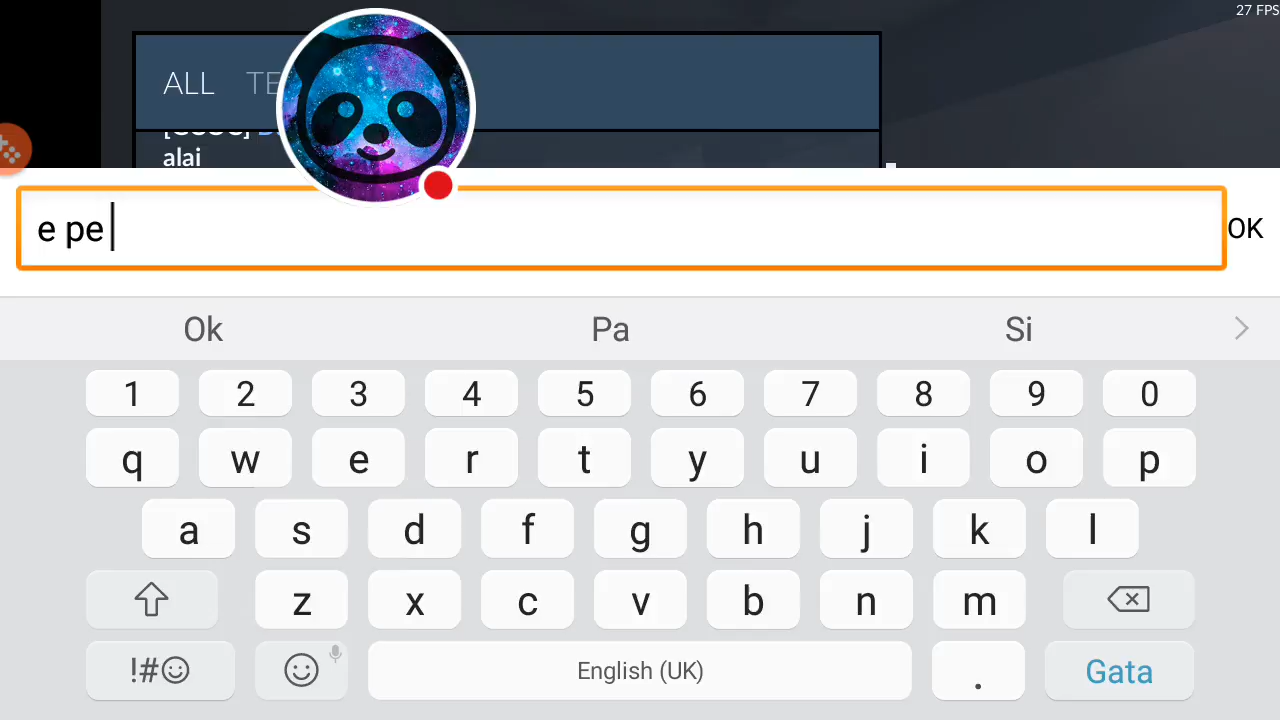 27 FPS
ALL TE
alai
e pe
OK
Ok Pa Si
1 2 3 4 5 6 7 8 9 0
q w e r t y u i o p
a s d f g h j k l
z x c v b n m
!#☺ English (UK) . Gata